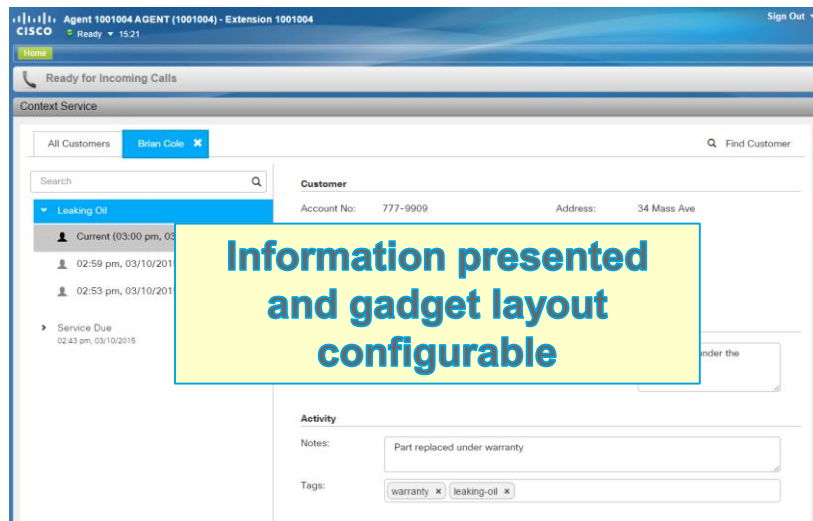 Agent 1001004 AGENT (1001004) - Extension 1001004
Sign Out
CISCO
Ready 15:21
Home
Ready for Incoming Calls
Context Service
All Customers
Brian Cole
Find Customer
Search
Leaking Oil
Current (03:00 pm, 03
02:59 pm, 03/10/201
02:53 pm, 03/10/201
Service Due
02:43 pm, 03/10/2015
Customer
Account No: 777-9909 Address: 34 Mass Ave
Information presented
and gadget layout
configurable
under the
Activity
Notes: Part replaced under warranty
Tags: warranty × leaking-oil ×